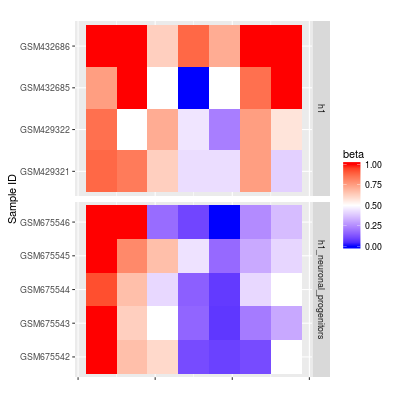 GSM432686
GSM432685
GSM429322
GSM429321
h1
GSM675546
GSM675545
GSM675544
GSM675543
GSM675542
h1_neuronal_progenitors
Sample ID
beta
1.00
0.75
0.50
0.25
0.00